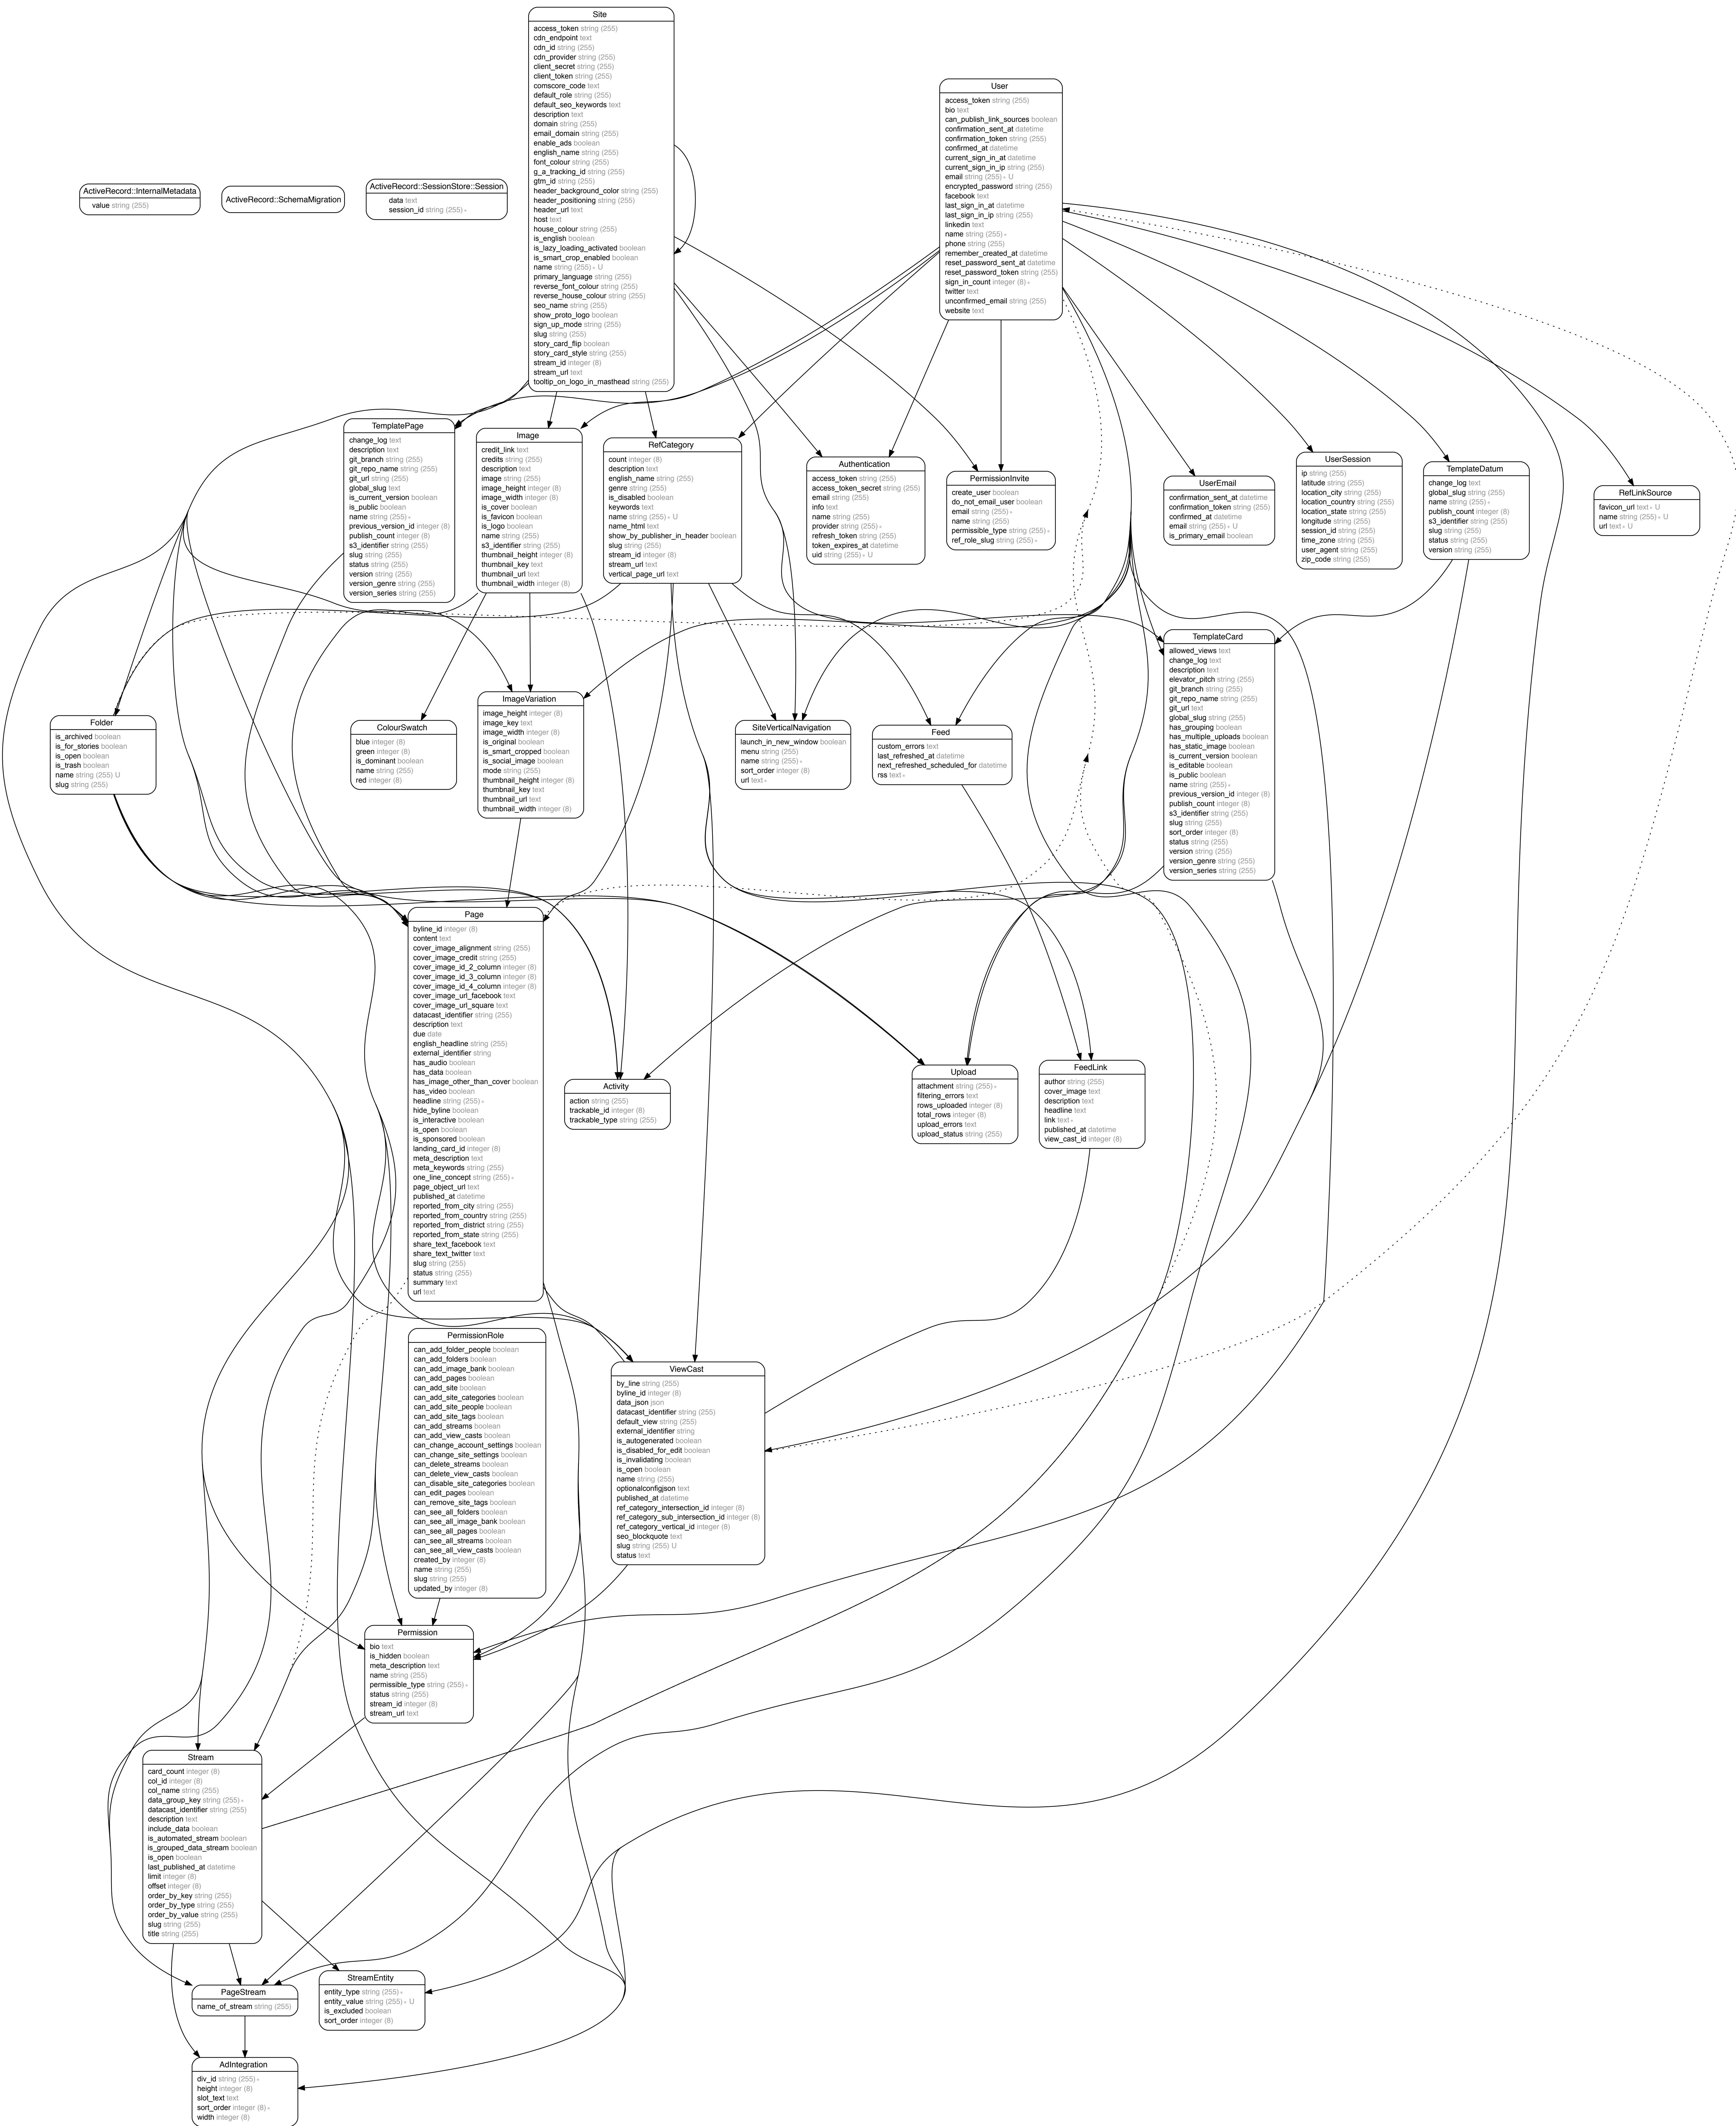 Site
access_token string (255)
cdn_endpoint text
cdn_id string (255)
cdn_provider string (255)
client_secret string (255)
client_token string (255)
comscore_code text
default_role string (255)
default_seo_keywords text
description text
domain string (255)
email_domain string (255)
enable_ads boolean
english_name string (255)
font_colour string (255)
g_a_tracking_id string (255)
gtm_id string (255)
header_background_color string (255)
header_positioning string (255)
header_url text
host text
house_colour string (255)
is_english boolean
is_lazy_loading_activated boolean
is_smart_crop_enabled boolean
name string (255) ∗ U
primary_language string (255)
reverse_font_colour string (255)
reverse_house_colour string (255)
seo_name string (255)
show_proto_logo boolean
sign_up_mode string (255)
slug string (255)
story_card_flip boolean
story_card_style string (255)
stream_id integer (8)
stream_url text
tooltip_on_logo_in_masthead string (255)
User
access_token string (255)
bio text
can_publish_link_sources boolean
confirmation_sent_at datetime
confirmation_token string (255)
confirmed_at datetime
current_sign_in_at datetime
current_sign_in_ip string (255)
email string (255) ∗ U
encrypted_password string (255)
facebook text
last_sign_in_at datetime
last_sign_in_ip string (255)
linkedin text
name string (255) ∗
phone string (255)
remember_created_at datetime
reset_password_sent_at datetime
reset_password_token string (255)
sign_in_count integer (8) ∗
twitter text
unconfirmed_email string (255)
website text
ActiveRecord::InternalMetadata
value string (255)
ActiveRecord::SchemaMigration
ActiveRecord::SessionStore::Session
data text
session_id string (255) ∗
TemplatePage
change_log text
description text
git_branch string (255)
git_repo_name string (255)
git_url string (255)
global_slug text
is_current_version boolean
is_public boolean
name string (255) ∗
previous_version_id integer (8)
publish_count integer (8)
s3_identifier string (255)
slug string (255)
status string (255)
version string (255)
version_genre string (255)
version_series string (255)
Image
credit_link text
credits string (255)
description text
image string (255)
image_height integer (8)
image_width integer (8)
is_cover boolean
is_favicon boolean
is_logo boolean
name string (255)
s3_identifier string (255)
thumbnail_height integer (8)
thumbnail_key text
thumbnail_url text
thumbnail_width integer (8)
RefCategory
count integer (8)
description text
english_name string (255)
genre string (255)
is_disabled boolean
keywords text
name string (255) ∗ U
name_html text
show_by_publisher_in_header boolean
slug string (255)
stream_id integer (8)
stream_url text
vertical_page_url text
Authentication
access_token string (255)
access_token_secret string (255)
email string (255)
info text
name string (255)
provider string (255) ∗
refresh_token string (255)
token_expires_at datetime
uid string (255) ∗ U
PermissionInvite
create_user boolean
do_not_email_user boolean
email string (255) ∗
name string (255)
permissible_type string (255) ∗
ref_role_slug string (255) ∗
UserEmail
confirmation_sent_at datetime
confirmation_token string (255)
confirmed_at datetime
email string (255) ∗ U
is_primary_email boolean
UserSession
ip string (255)
latitude string (255)
location_city string (255)
location_country string (255)
location_state string (255)
longitude string (255)
session_id string (255)
time_zone string (255)
user_agent string (255)
zip_code string (255)
TemplateDatum
change_log text
global_slug string (255)
name string (255) ∗
publish_count integer (8)
s3_identifier string (255)
slug string (255)
status string (255)
version string (255)
RefLinkSource
favicon_url text ∗ U
name string (255) ∗ U
url text ∗ U
TemplateCard
allowed_views text
change_log text
description text
elevator_pitch string (255)
git_branch string (255)
git_repo_name string (255)
git_url text
global_slug string (255)
has_grouping boolean
has_multiple_uploads boolean
has_static_image boolean
is_current_version boolean
is_editable boolean
is_public boolean
name string (255) ∗
previous_version_id integer (8)
publish_count integer (8)
s3_identifier string (255)
slug string (255)
sort_order integer (8)
status string (255)
version string (255)
version_genre string (255)
version_series string (255)
Folder
is_archived boolean
is_for_stories boolean
is_open boolean
is_trash boolean
name string (255) U
slug string (255)
ColourSwatch
blue integer (8)
green integer (8)
is_dominant boolean
name string (255)
red integer (8)
ImageVariation
image_height integer (8)
image_key text
image_width integer (8)
is_original boolean
is_smart_cropped boolean
is_social_image boolean
mode string (255)
thumbnail_height integer (8)
thumbnail_key text
thumbnail_url text
thumbnail_width integer (8)
SiteVerticalNavigation
launch_in_new_window boolean
menu string (255)
name string (255) ∗
sort_order integer (8)
url text ∗
Feed
custom_errors text
last_refreshed_at datetime
next_refreshed_scheduled_for datetime
rss text ∗
Page
byline_id integer (8)
content text
cover_image_alignment string (255)
cover_image_credit string (255)
cover_image_id_2_column integer (8)
cover_image_id_3_column integer (8)
cover_image_id_4_column integer (8)
cover_image_url_facebook text
cover_image_url_square text
datacast_identifier string (255)
description text
due date
english_headline string (255)
external_identifier string
has_audio boolean
has_data boolean
has_image_other_than_cover boolean
has_video boolean
headline string (255) ∗
hide_byline boolean
is_interactive boolean
is_open boolean
is_sponsored boolean
landing_card_id integer (8)
meta_description text
meta_keywords string (255)
one_line_concept string (255) ∗
page_object_url text
published_at datetime
reported_from_city string (255)
reported_from_country string (255)
reported_from_district string (255)
reported_from_state string (255)
share_text_facebook text
share_text_twitter text
slug string (255)
status string (255)
summary text
url text
Activity
action string (255)
trackable_id integer (8)
trackable_type string (255)
Upload
attachment string (255) ∗
filtering_errors text
rows_uploaded integer (8)
total_rows integer (8)
upload_errors text
upload_status string (255)
FeedLink
author string (255)
cover_image text
description text
headline text
link text ∗
published_at datetime
view_cast_id integer (8)
PermissionRole
can_add_folder_people boolean
can_add_folders boolean
can_add_image_bank boolean
can_add_pages boolean
can_add_site boolean
can_add_site_categories boolean
can_add_site_people boolean
can_add_site_tags boolean
can_add_streams boolean
can_add_view_casts boolean
can_change_account_settings boolean
can_change_site_settings boolean
can_delete_streams boolean
can_delete_view_casts boolean
can_disable_site_categories boolean
can_edit_pages boolean
can_remove_site_tags boolean
can_see_all_folders boolean
can_see_all_image_bank boolean
can_see_all_pages boolean
can_see_all_streams boolean
can_see_all_view_casts boolean
created_by integer (8)
name string (255)
slug string (255)
updated_by integer (8)
ViewCast
by_line string (255)
byline_id integer (8)
data_json json
datacast_identifier string (255)
default_view string (255)
external_identifier string
is_autogenerated boolean
is_disabled_for_edit boolean
is_invalidating boolean
is_open boolean
name string (255)
optionalconfigjson text
published_at datetime
ref_category_intersection_id integer (8)
ref_category_sub_intersection_id integer (8)
ref_category_vertical_id integer (8)
seo_blockquote text
slug string (255) U
status text
Permission
bio text
is_hidden boolean
meta_description text
name string (255)
permissible_type string (255) ∗
status string (255)
stream_id integer (8)
stream_url text
Stream
card_count integer (8)
col_id integer (8)
col_name string (255)
data_group_key string (255) ∗
datacast_identifier string (255)
description text
include_data boolean
is_automated_stream boolean
is_grouped_data_stream boolean
is_open boolean
last_published_at datetime
limit integer (8)
offset integer (8)
order_by_key string (255)
order_by_type string (255)
order_by_value string (255)
slug string (255)
title string (255)
PageStream
name_of_stream string (255)
StreamEntity
entity_type string (255) ∗
entity_value string (255) ∗ U
is_excluded boolean
sort_order integer (8)
AdIntegration
div_id string (255) ∗
height integer (8)
slot_text text
sort_order integer (8) ∗
width integer (8)